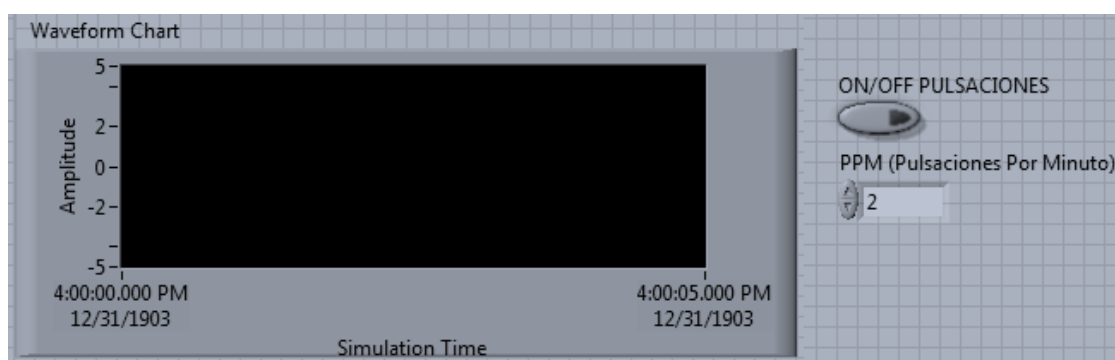 Waveform Chart
5
2
0
-2
-5
Amplitude
4:00:00.000 PM
12/31/1903
4:00:05.000 PM
12/31/1903
Simulation Time
ON/OFF PULSACIONES
PPM (Pulsaciones Por Minuto)
2